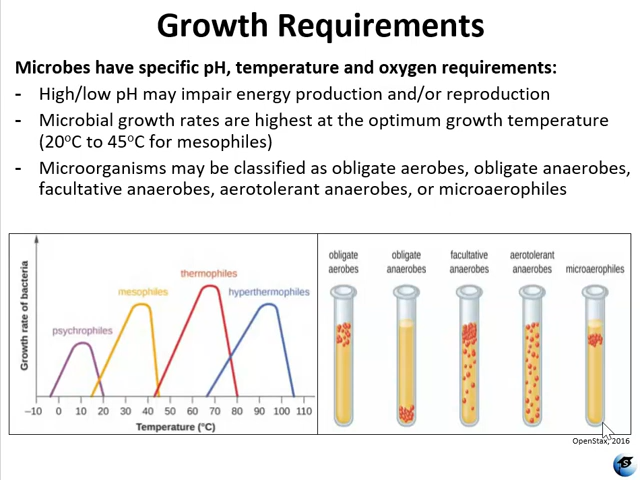 Growth Requirements
Microbes have specific pH, temperature and oxygen requirements:
- High/low pH may impair energy production and/or reproduction
- Microbial growth rates are highest at the optimum growth temperature
(20°C to 45°C for mesophiles)
- Microorganisms may be classified as obligate aerobes, obligate anaerobes,
facultative anaerobes, aerotolerant anaerobes, or microaerophiles
Growth rate of bacteria
psychrophiles
mesophiles
thermophiles
hyperthermophiles
–10 0 10 20 30 40 50 60 70 80 90 100 110
Temperature (°C)
obligate
aerobes
obligate
anaerobes
facultative
anaerobes
aerotolerant
anaerobes
microaerophiles
OpenStax, 2016
S